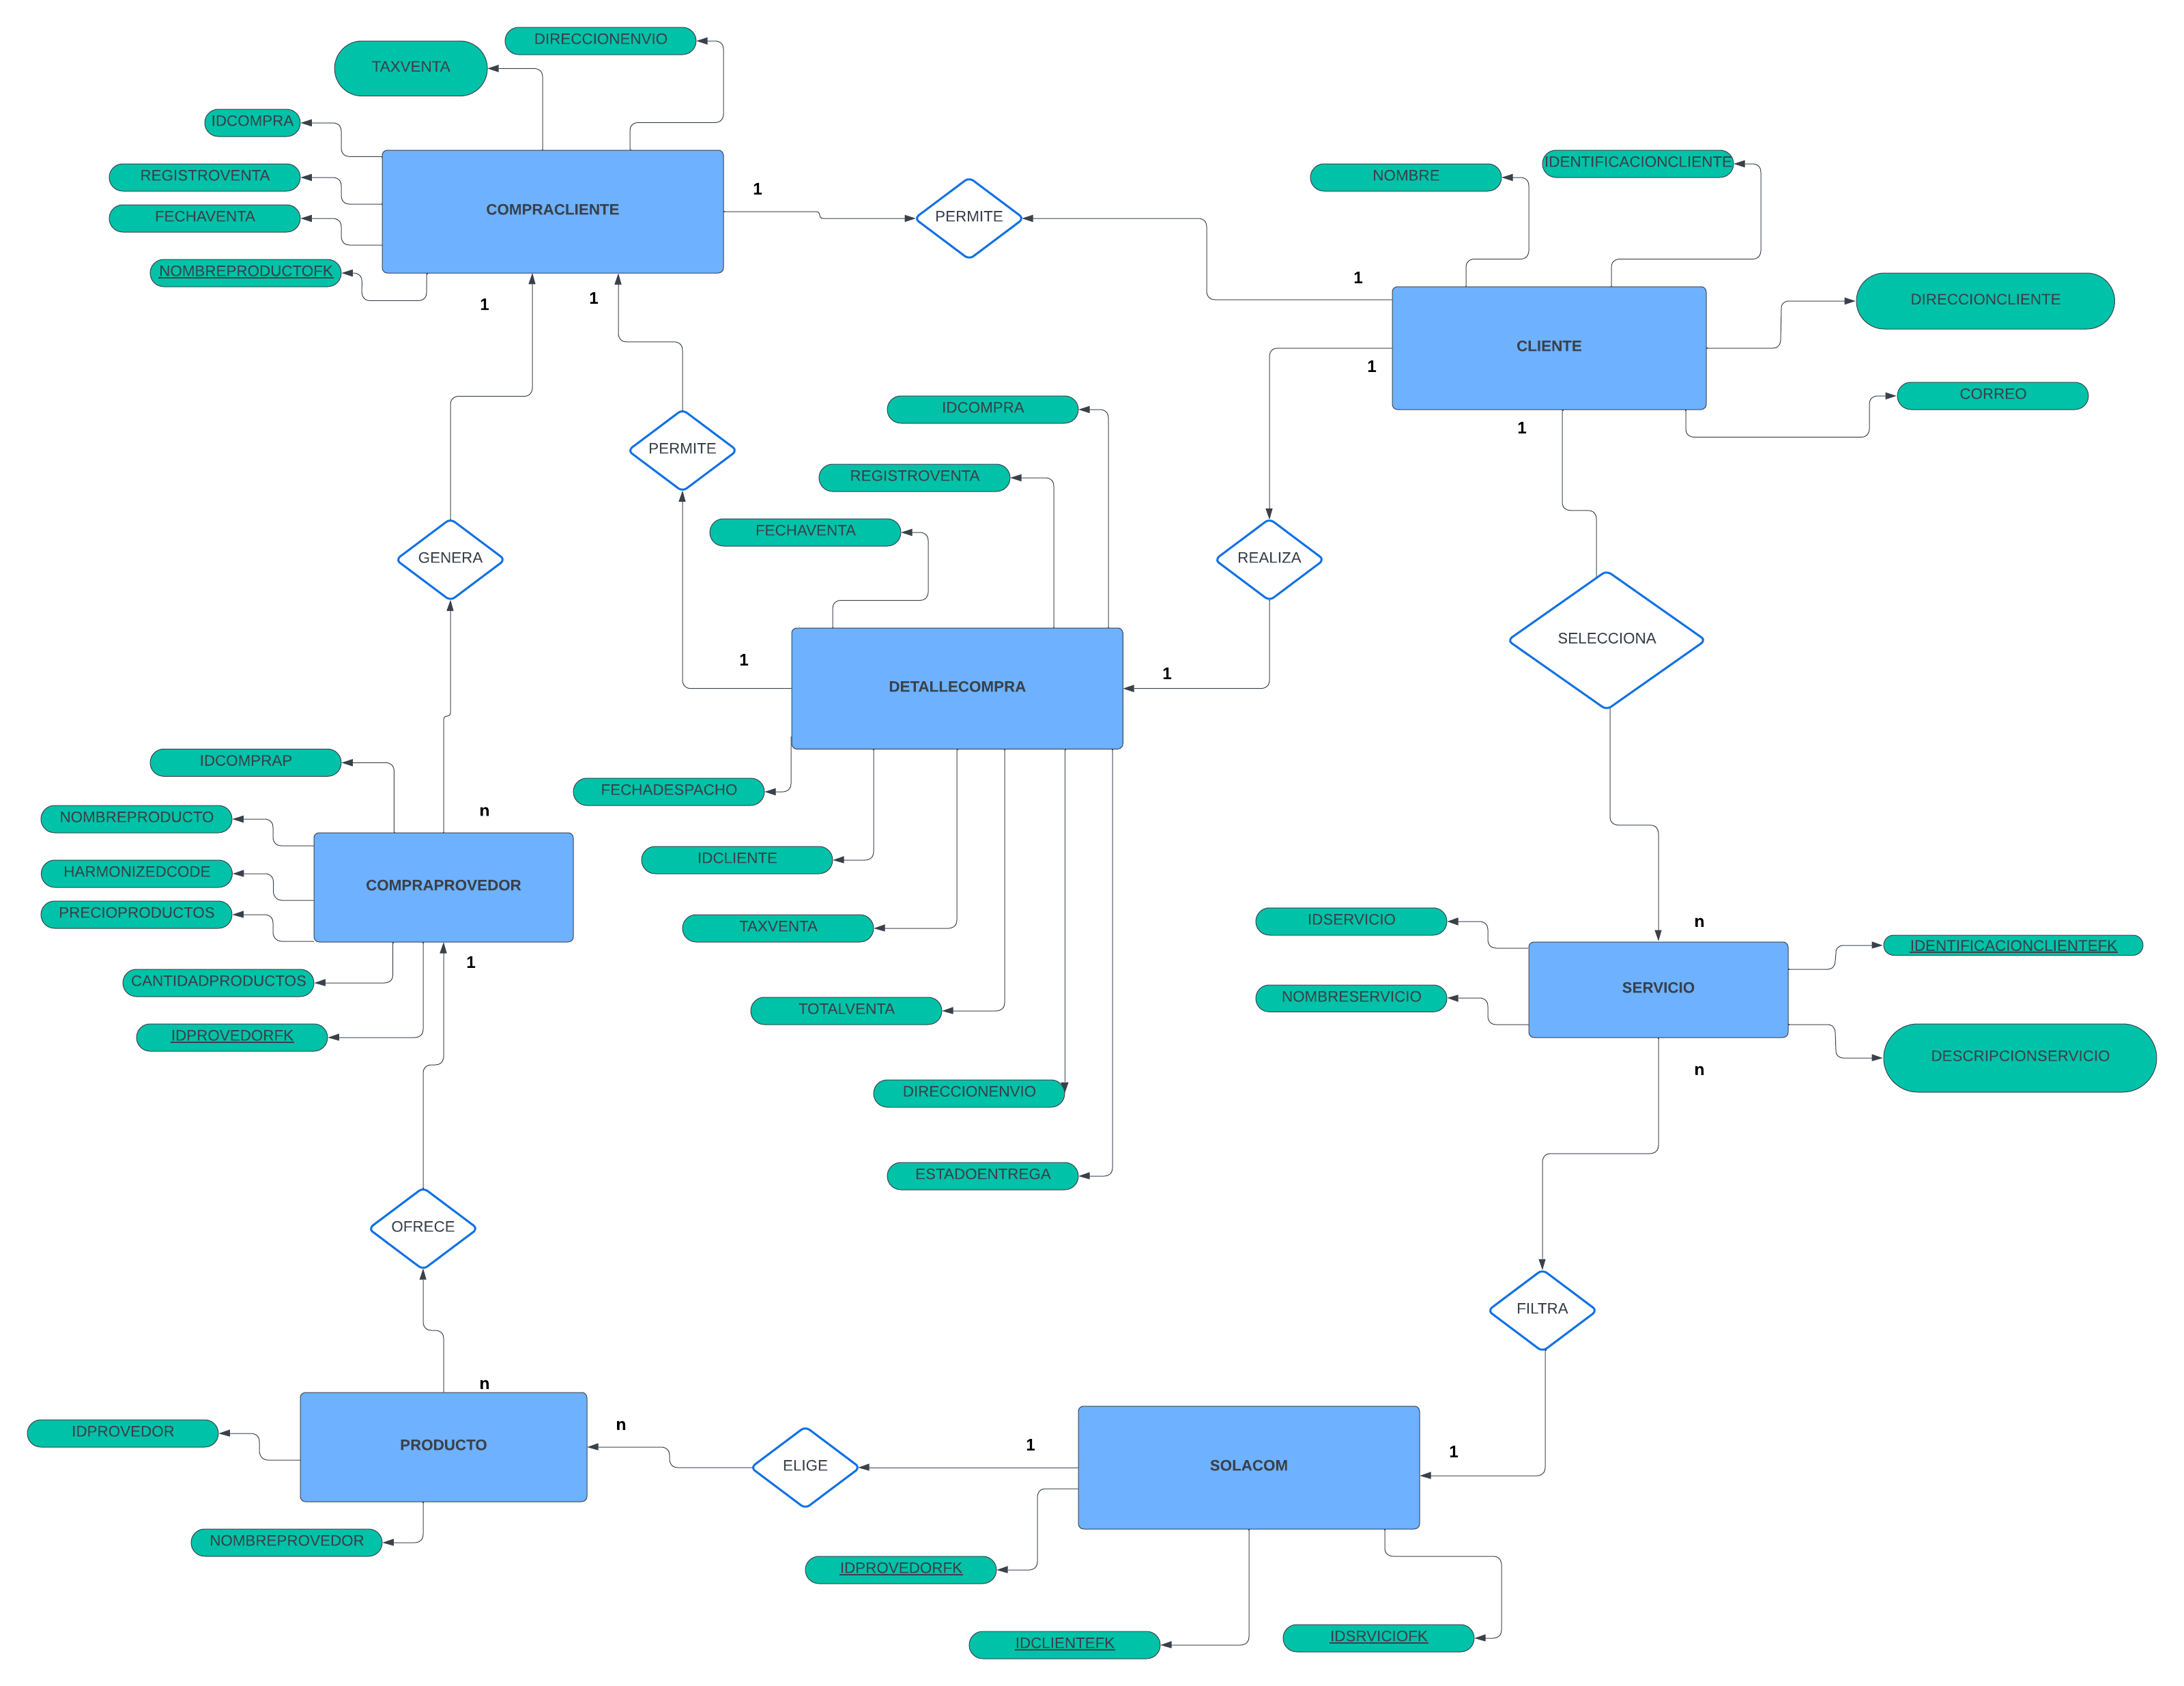 DIRECCIONENVIO
TAXVENTA
IDCOMPRA
REGISTROVENTA
FECHAVENTA
NOMBREPRODUCTOFK
COMPRACLIENTE
1
PERMITE
1
NOMBRE
IDENTIFICACIONCLIENTE
DIRECCIONCLIENTE
CLIENTE
CORREO
1
1
1
1
PERMITE
IDCOMPRA
REGISTROVENTA
FECHAVENTA
GENERA
REALIZA
SELECCIONA
1
1
DETALLECOMPRA
IDCOMPRAP
NOMBREPRODUCTO
HARMONIZEDCODE
PRECIOPRODUCTOS
n
COMPRAPROVEDOR
FECHADESPACHO
IDCLIENTE
TAXVENTA
TOTALVENTA
DIRECCIONENVIO
ESTADOENTREGA
1
CANTIDADPRODUCTOS
IDPROVEDORFK
IDSERVICIO
n
IDENTIFICACIONCLIENTEFK
NOMBRESERVICIO
SERVICIO
DESCRIPCIONSERVICIO
n
OFRECE
FILTRA
n
n
1
1
IDPROVEDOR
PRODUCTO
ELIGE
SOLACOM
NOMBREPROVEDOR
IDPROVEDORFK
IDCLIENTEFK
IDSRVICIOFK